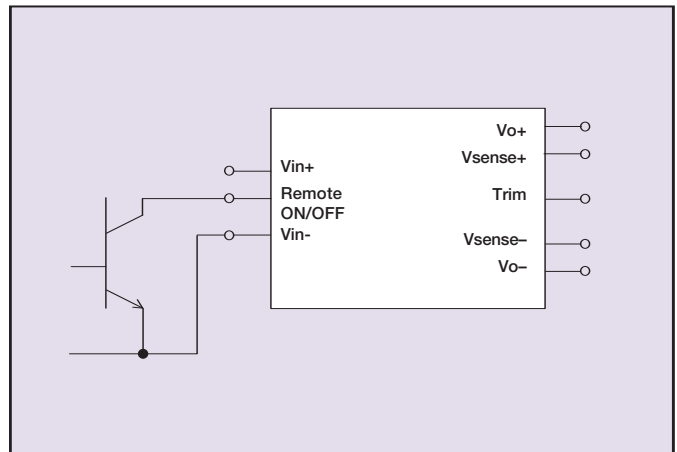 Vin+
Remote
ON/OFF
Vin-
Vo+
Vsense+
Trim
Vsense–
Vo–